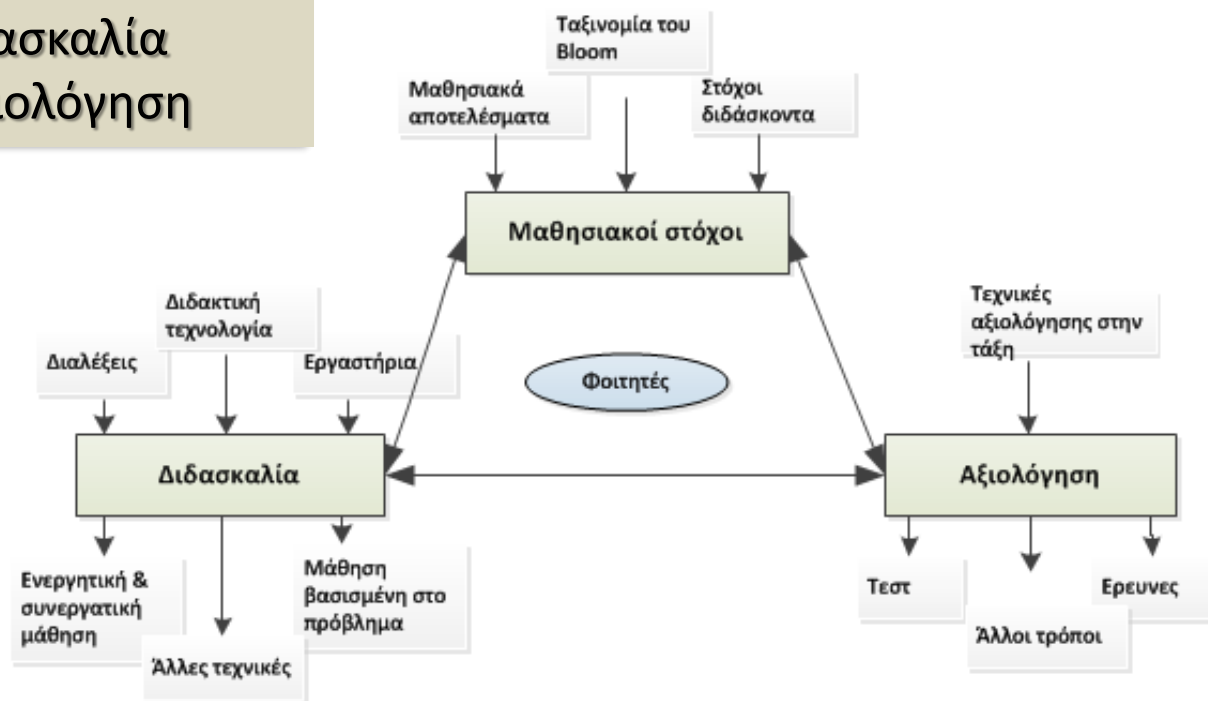 ασκαλία
ιολόγηση
Ταξινομία του
Bloom
Μαθησιακά
αποτελέσματα
Στόχοι
διδάσκοντα
Μαθησιακοί στόχοι
Διδακτική
τεχνολογία
Διαλέξεις
Εργαστήρια
Φοιτητές
Τεχνικές
αξιολόγησης στην
τάξη
Διδασκαλία
Αξιολόγηση
Ενεργητική &
συνεργατική
μάθηση
Άλλες τεχνικές
Μάθηση
βασισμένη στο
πρόβλημα
Τεστ
Άλλοι τρόποι
Ερευνες